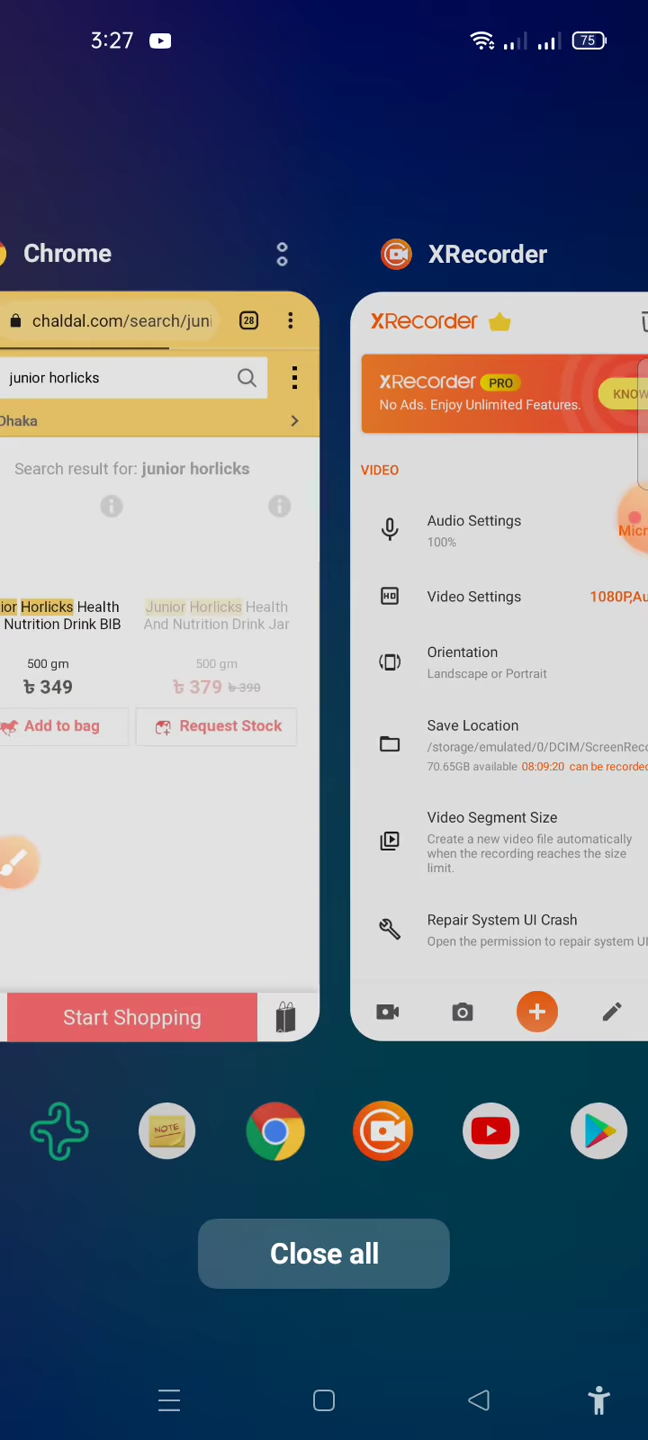 3:27
75
Chrome
chaldal.com/search/juni
28
junior horlicks
Dhaka
Search result for: junior horlicks
ior Horlicks Health
Nutrition Drink BIB
500 gm
৳ 349
Add to bag
Junior Horlicks Health
And Nutrition Drink Jar
500 gm
৳ 379 ৳ 390
Request Stock
Start Shopping
XRecorder
XRecorder
XRecorder PRO
No Ads. Enjoy Unlimited Features.
KNOW
VIDEO
Audio Settings
100%
Micr
HD
Video Settings
1080P,Au
Orientation
Landscape or Portrait
Save Location
/storage/emulated/0/DCIM/ScreenReco
70.65GB available 08:09:20 can be recorded
Video Segment Size
Create a new video file automatically
when the recording reaches the size
limit.
Repair System UI Crash
Open the permission to repair system UI
NOTE
Close all